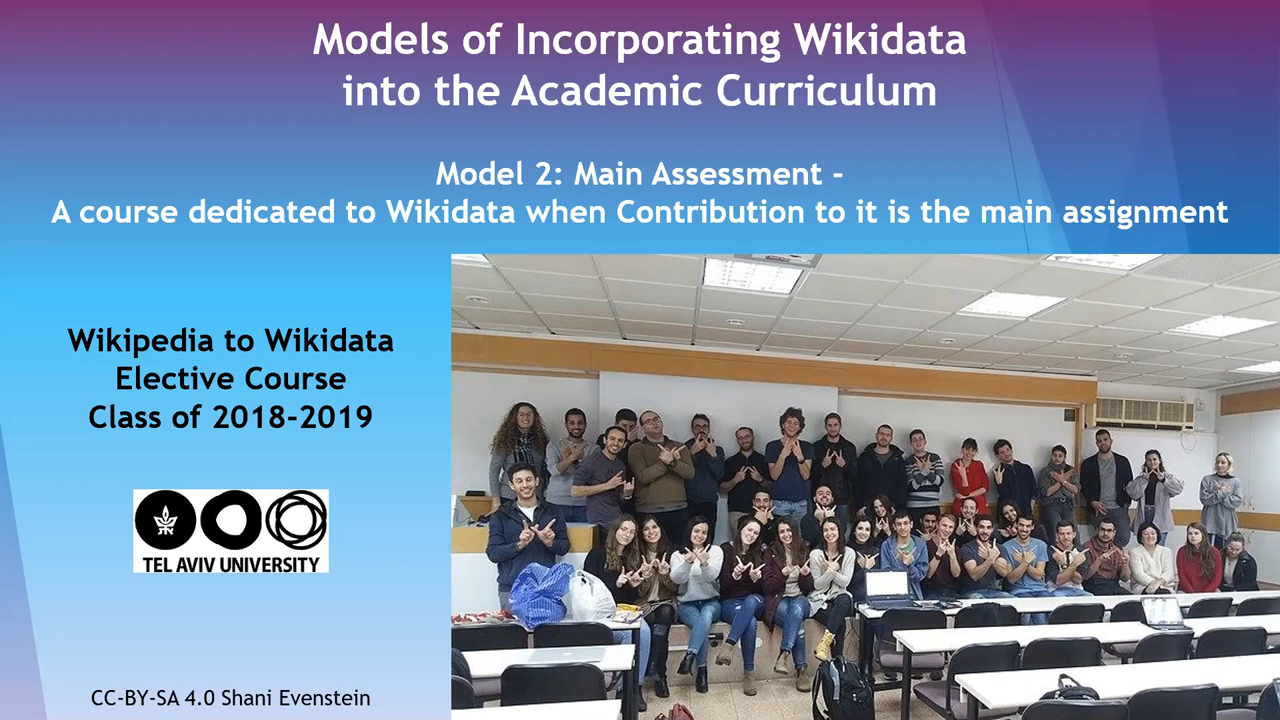 Models of Incorporating Wikidata
into the Academic Curriculum
Model 2: Main Assessment -
A course dedicated to Wikidata when Contribution to it is the main assignment
Wikipedia to Wikidata
Elective Course
Class of 2018-2019
TEL AVIV UNIVERSITY
CC-BY-SA 4.0 Shani Evenstein